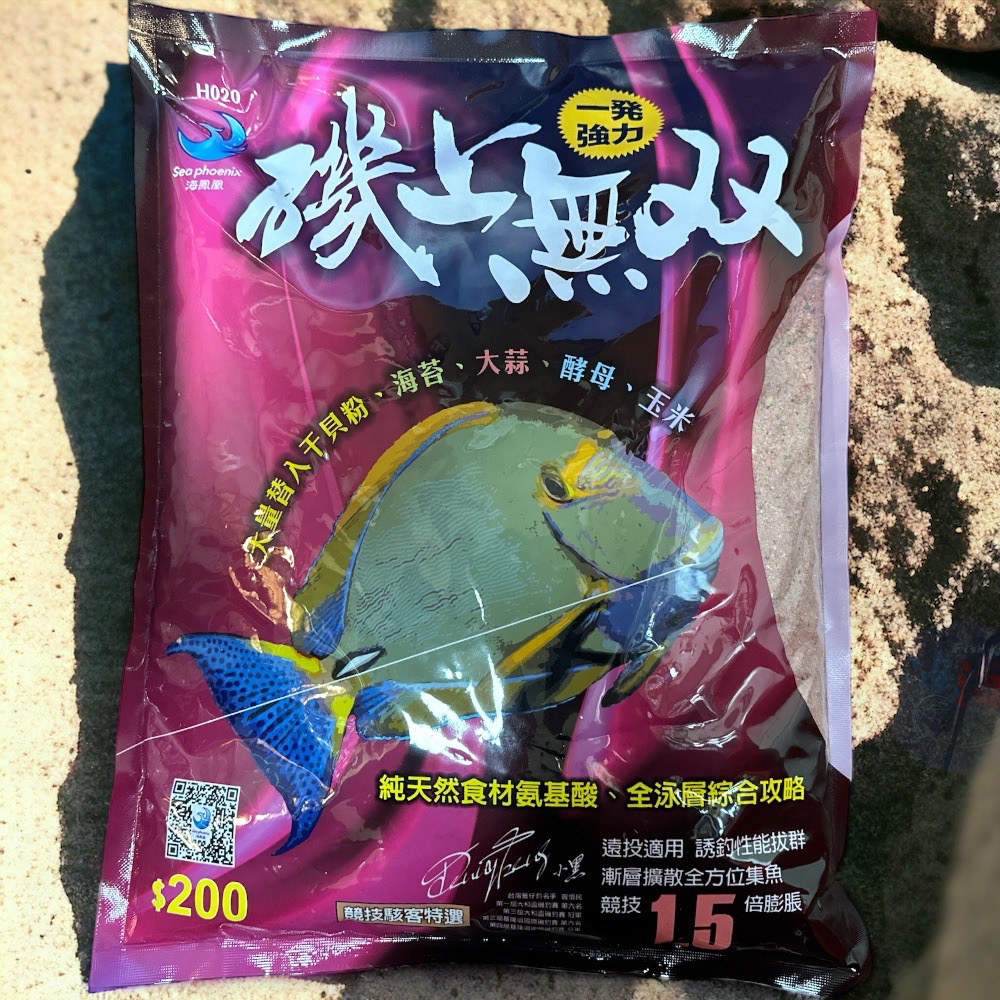 H020
Sea phoenix
海鳳凰
一発
強力
磯上無双
大量替入干貝粉、海苔、大蒜、酵母、玉米
純天然食材氨基酸、全泳層綜合攻略
遠投適用 誘釣性能拔群
漸層擴散全方位集魚
競技1.5倍膨脹
小黑
$200
競技駭客特選